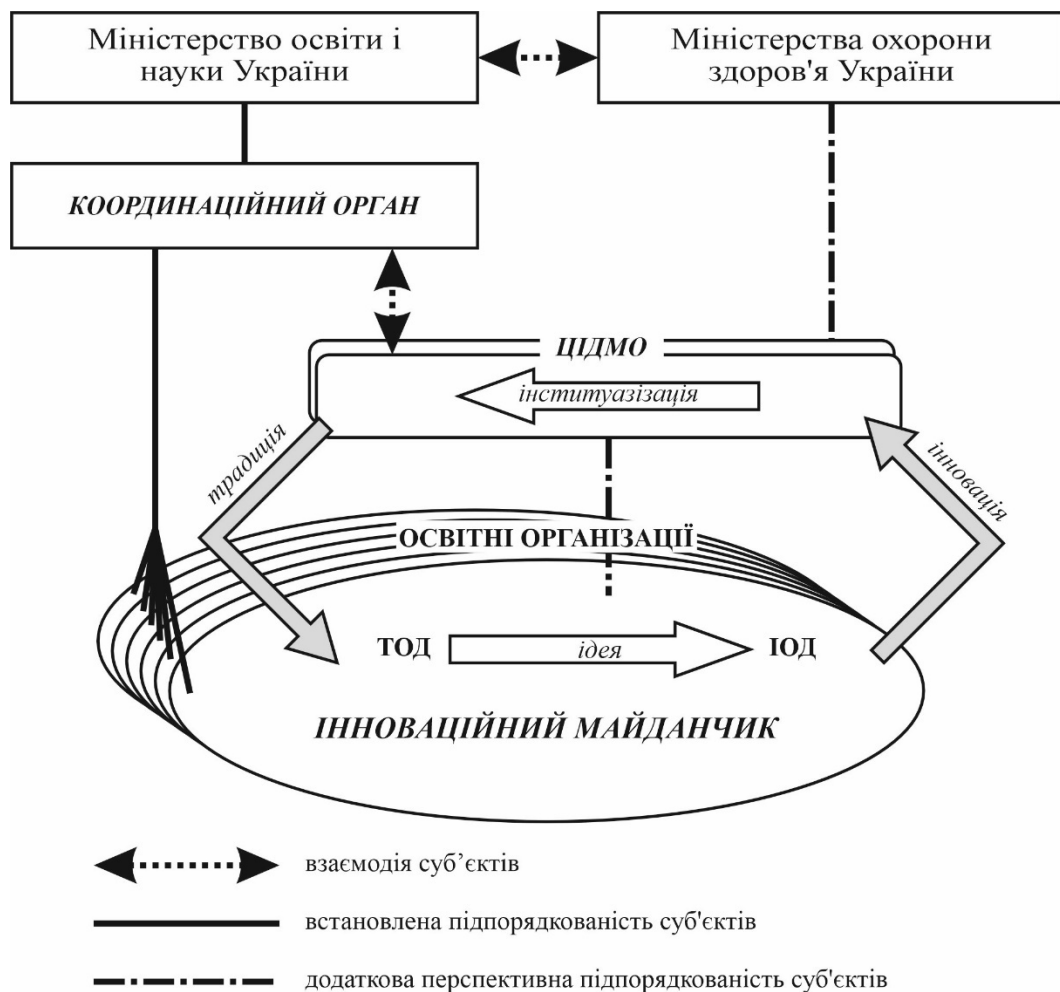 Міністерство освіти і
науки України
Міністерства охорони
здоров'я України
КООРДИНАЦІЙНИЙ ОРГАН
ЦІДМО
інституазізація
традиція
інновація
ОСВІТНІ ОРГАНІЗАЦІЇ
ТОД
ідея
ІОД
ІННОВАЦІЙНИЙ МАЙДАНЧИК
взаємодія суб’єктів
встановлена підпорядкованість суб'єктів
додаткова перспективна підпорядкованість суб'єктів